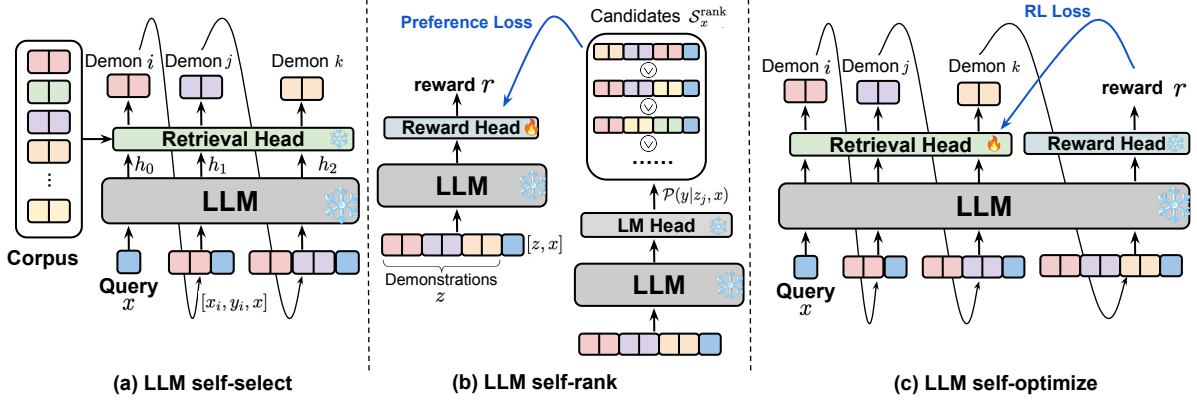 Demon i
Demon j
Demon k
Retrieval Head
h₀
h₁
h₂
LLM
Corpus
Query
x
[xᵢ, yᵢ, x]
(a) LLM self-select
Preference Loss
Candidates 𝒮ₓʳᵃⁿᵏ
reward r
Reward Head
LLM
[z, x]
Demonstrations
z
......
𝒫(y|zⱼ, x)
LM Head
LLM
(b) LLM self-rank
RL Loss
Demon i
Demon j
Demon k
reward r
Retrieval Head
Reward Head
LLM
Query
x
(c) LLM self-optimize